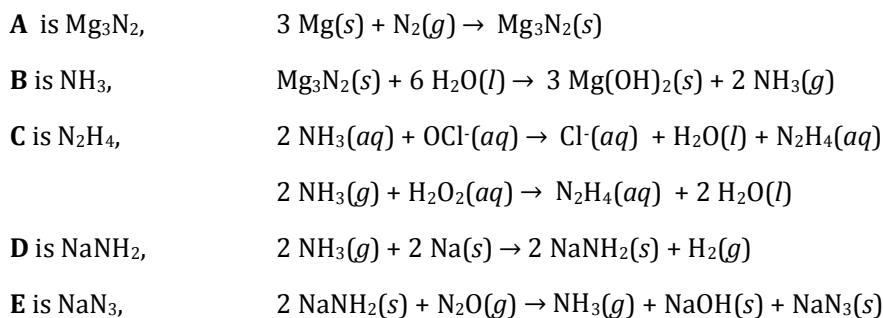 A is Mg₃N₂, 3 Mg(s) + N₂(g) → Mg₃N₂(s)
B is NH₃, Mg₃N₂(s) + 6 H₂O(l) → 3 Mg(OH)₂(s) + 2 NH₃(g)
C is N₂H₄, 2 NH₃(aq) + OCl⁻(aq) → Cl⁻(aq) + H₂O(l) + N₂H₄(aq)
2 NH₃(g) + H₂O₂(aq) → N₂H₄(aq) + 2 H₂O(l)
D is NaNH₂, 2 NH₃(g) + 2 Na(s) → 2 NaNH₂(s) + H₂(g)
E is NaN₃, 2 NaNH₂(s) + N₂O(g) → NH₃(g) + NaOH(s) + NaN₃(s)